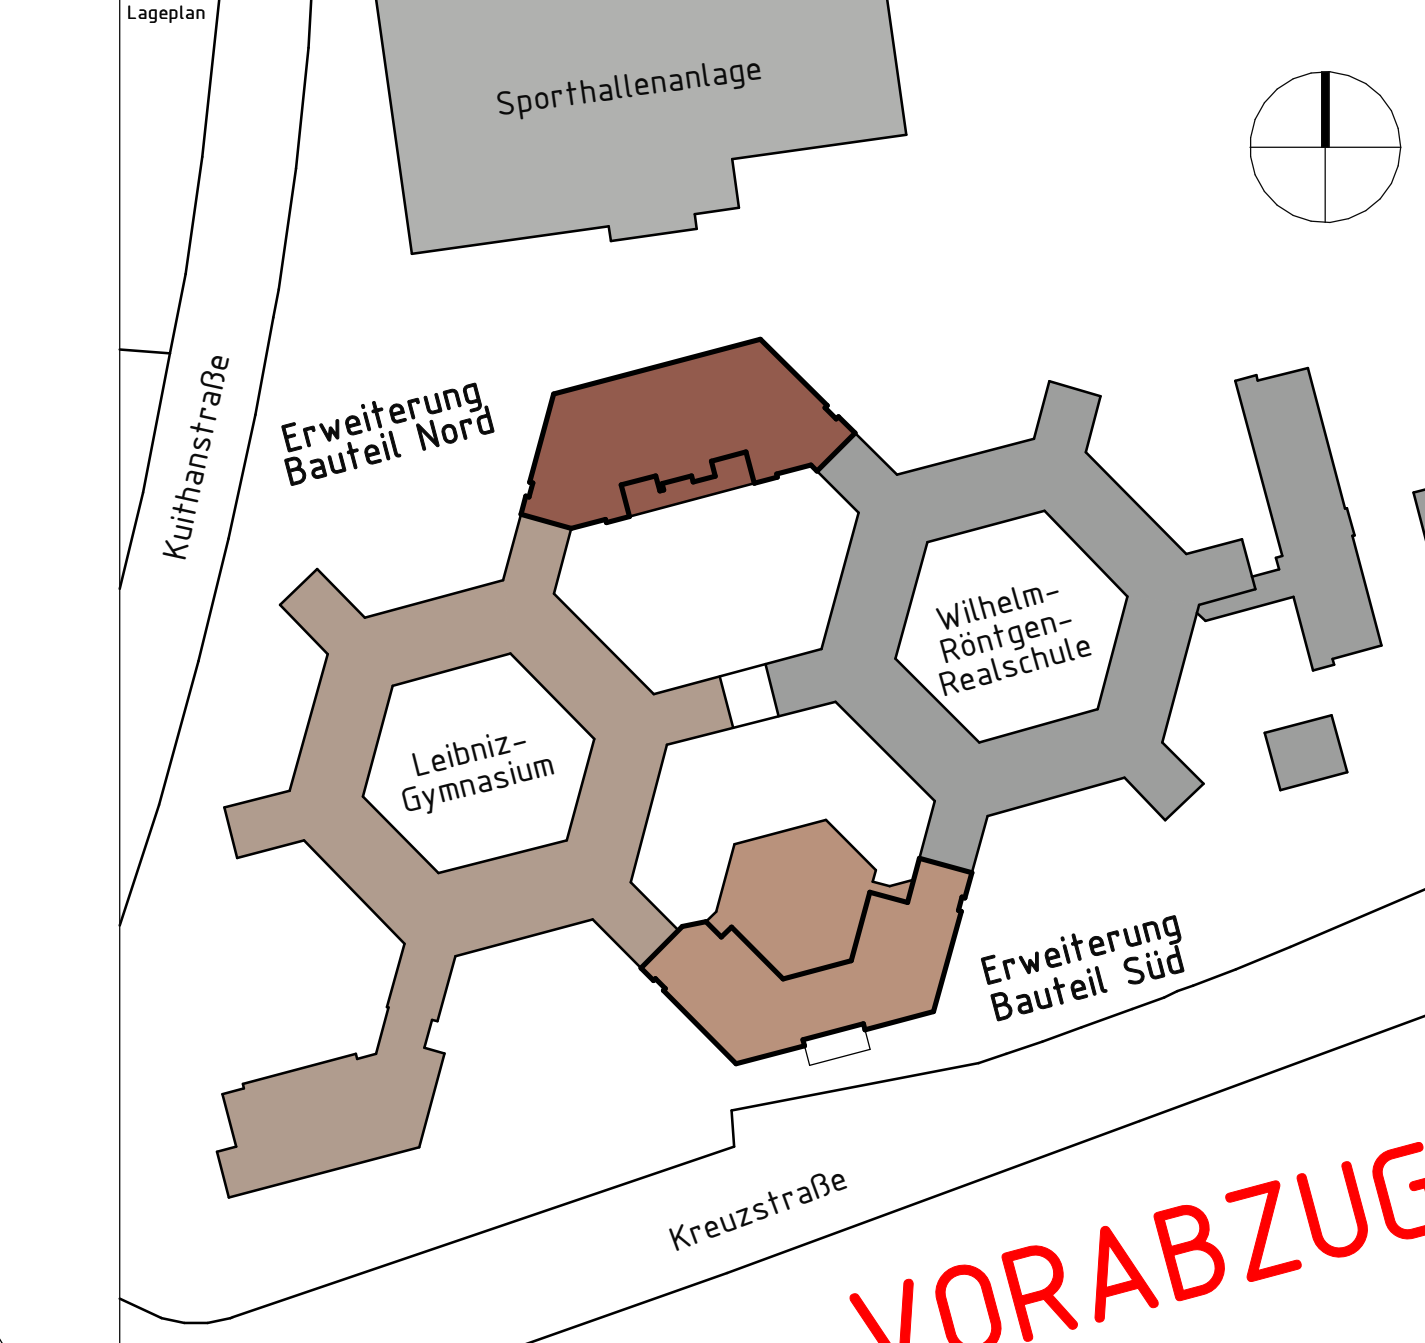 Lageplan
Sporthallenanlage
Kuithanstraße
Erweiterung
Bauteil Nord
Wilhelm-
Röntgen-
Realschule
Leibniz-
Gymnasium
Erweiterung
Bauteil Süd
Kreuzstraße
VORABZUG